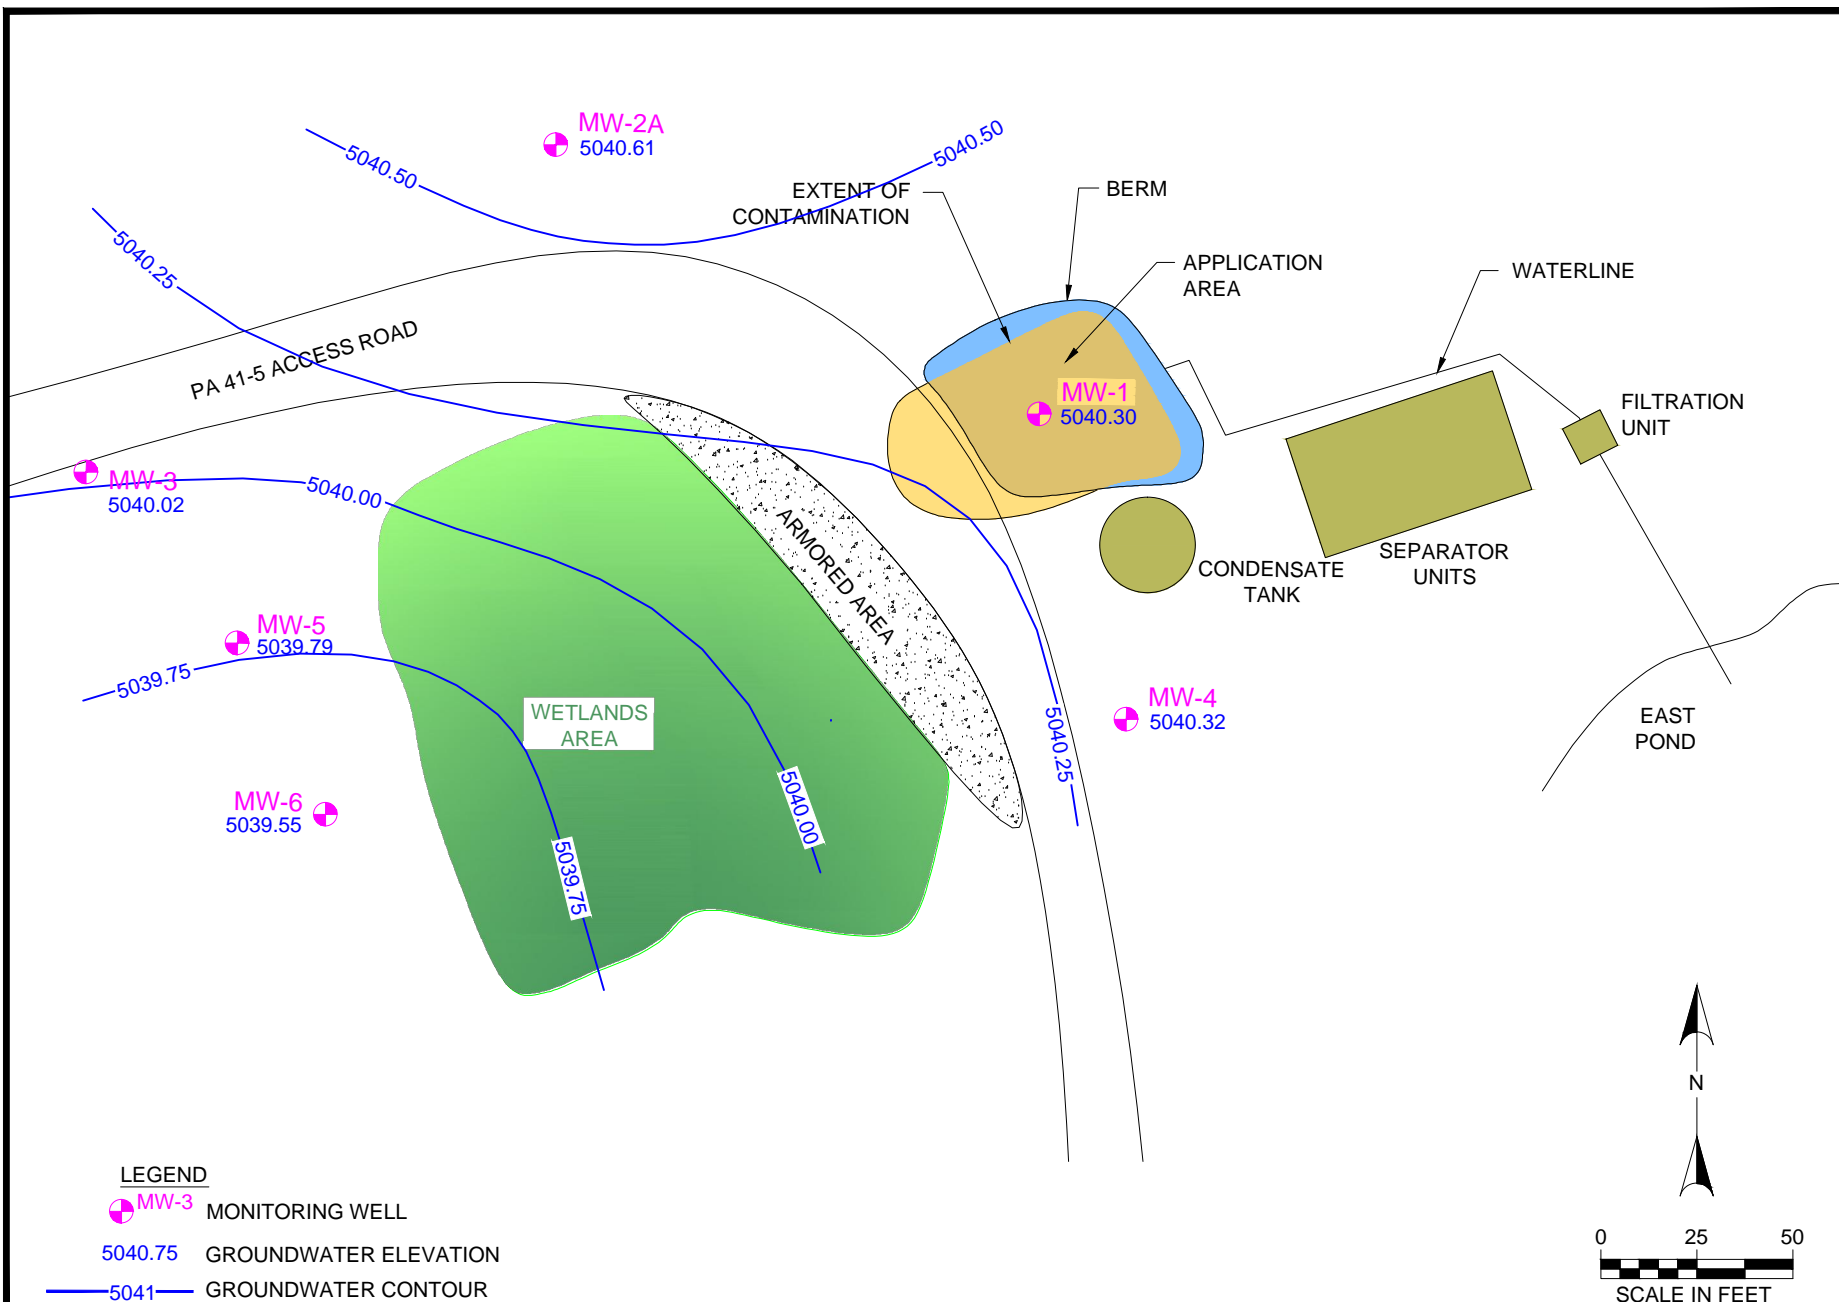 MW-2A
5040.61
5040.50
5040.50
EXTENT OF
CONTAMINATION
BERM
5040.25
APPLICATION
AREA
WATERLINE
PA 41-5 ACCESS ROAD
MW-1
5040.30
FILTRATION
UNIT
MW-3
5040.02
5040.00
ARMORED AREA
SEPARATOR
UNITS
CONDENSATE
TANK
MW-5
5039.79
5039.75
WETLANDS
AREA
MW-4
5040.32
5040.25
EAST
POND
5040.00
MW-6
5039.55
5039.75
N
LEGEND
MW-3 MONITORING WELL
5040.75 GROUNDWATER ELEVATION
5041 GROUNDWATER CONTOUR
0 25 50
SCALE IN FEET